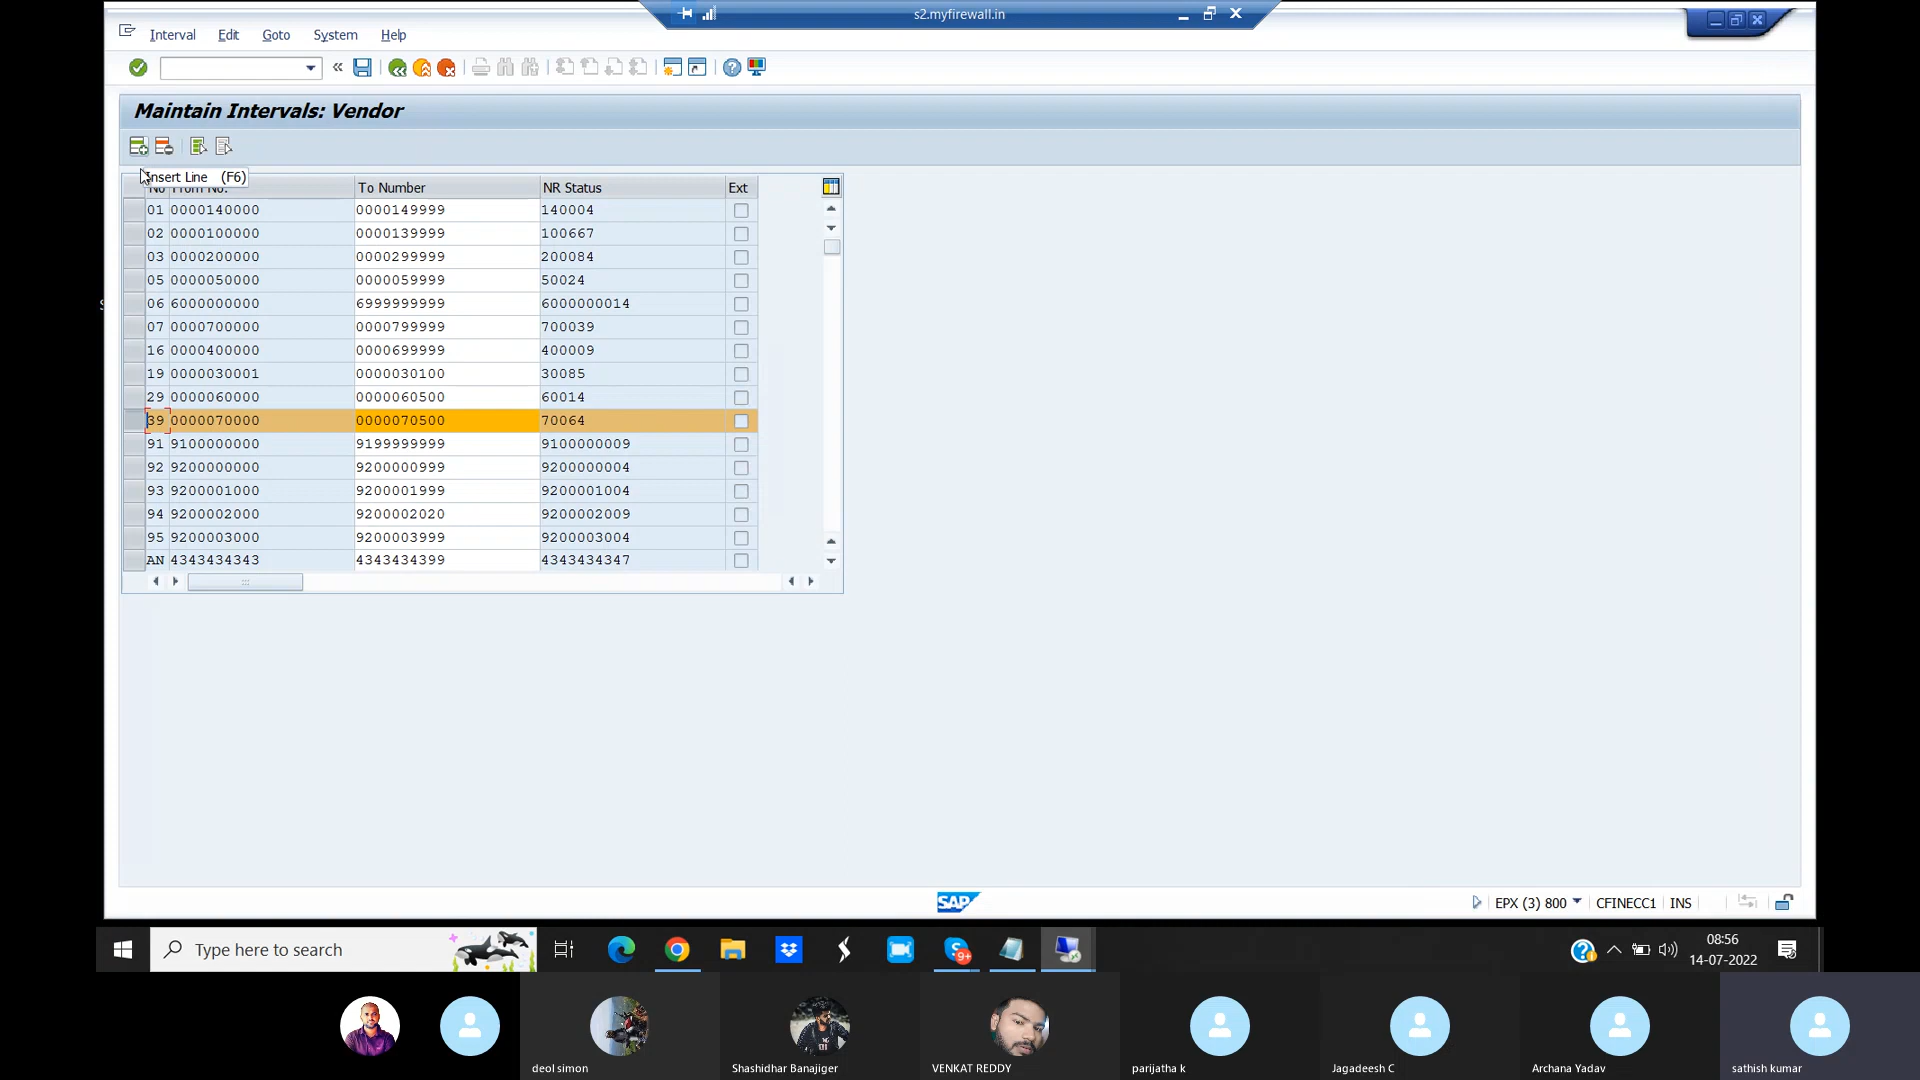 s2.myfirewall.in
Interval Edit Goto System Help
Maintain Intervals: Vendor
Insert Line (F6)
No From No. To Number NR Status Ext
01 0000140000 0000149999 140004
02 0000100000 0000139999 100667
03 0000200000 0000299999 200084
05 0000050000 0000059999 50024
06 6000000000 6999999999 6000000014
07 0000700000 0000799999 700039
16 0000400000 0000699999 400009
19 0000030001 0000030100 30085
29 0000060000 0000060500 60014
39 0000070000 0000070500 70064
91 9100000000 9199999999 9100000009
92 9200000000 9200000999 9200000004
93 9200001000 9200001999 9200001004
94 9200002000 9200002020 9200002009
95 9200003000 9200003999 9200003004
AN 4343434343 4343434399 4343434347
SAP
EPX (3) 800 CFINECC1 INS
Type here to search
9+
08:56
14-07-2022
deol simon
Shashidhar Banajiger
VENKAT REDDY
parijatha k
Jagadeesh C
Archana Yadav
sathish kumar